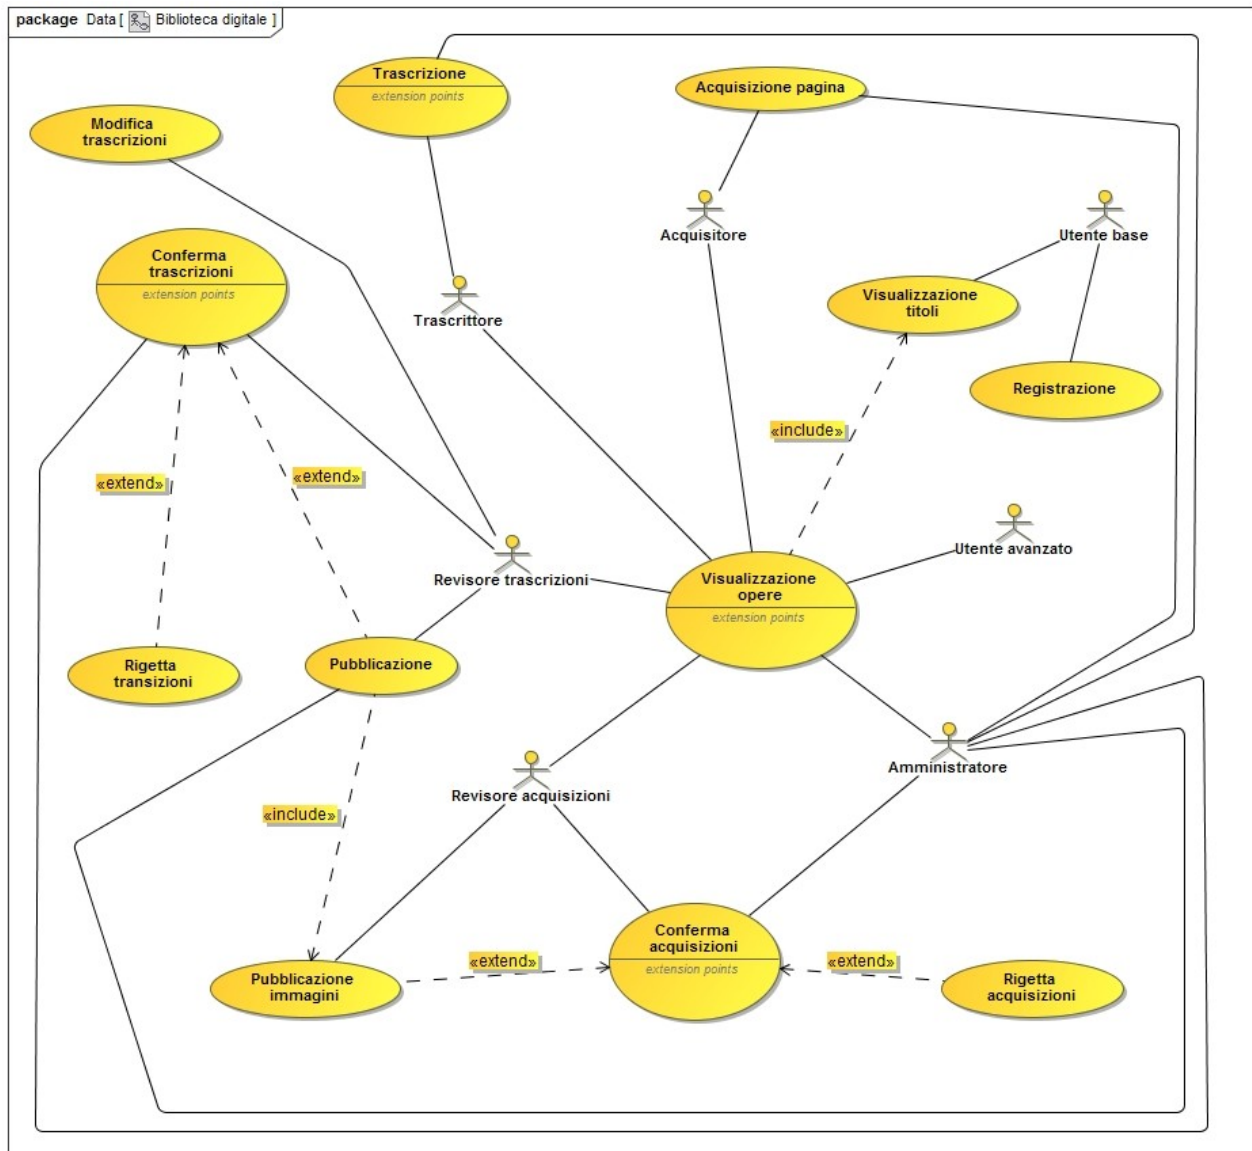 package Data [ Biblioteca digitale ]
Trascrizione
extension points
Acquisizione pagina
Modifica
trascrizioni
Acquisitore
Utente base
Conferma
trascrizioni
extension points
Trascrittore
Visualizzazione
titoli
Registrazione
«include»
«extend»
«extend»
Utente avanzato
Revisore trascrizioni
Visualizzazione
opere
extension points
Rigetta
transizioni
Pubblicazione
Amministratore
Revisore acquisizioni
«include»
Conferma
acquisizioni
extension points
«extend»
«extend»
Pubblicazione
immagini
Rigetta
acquisizioni